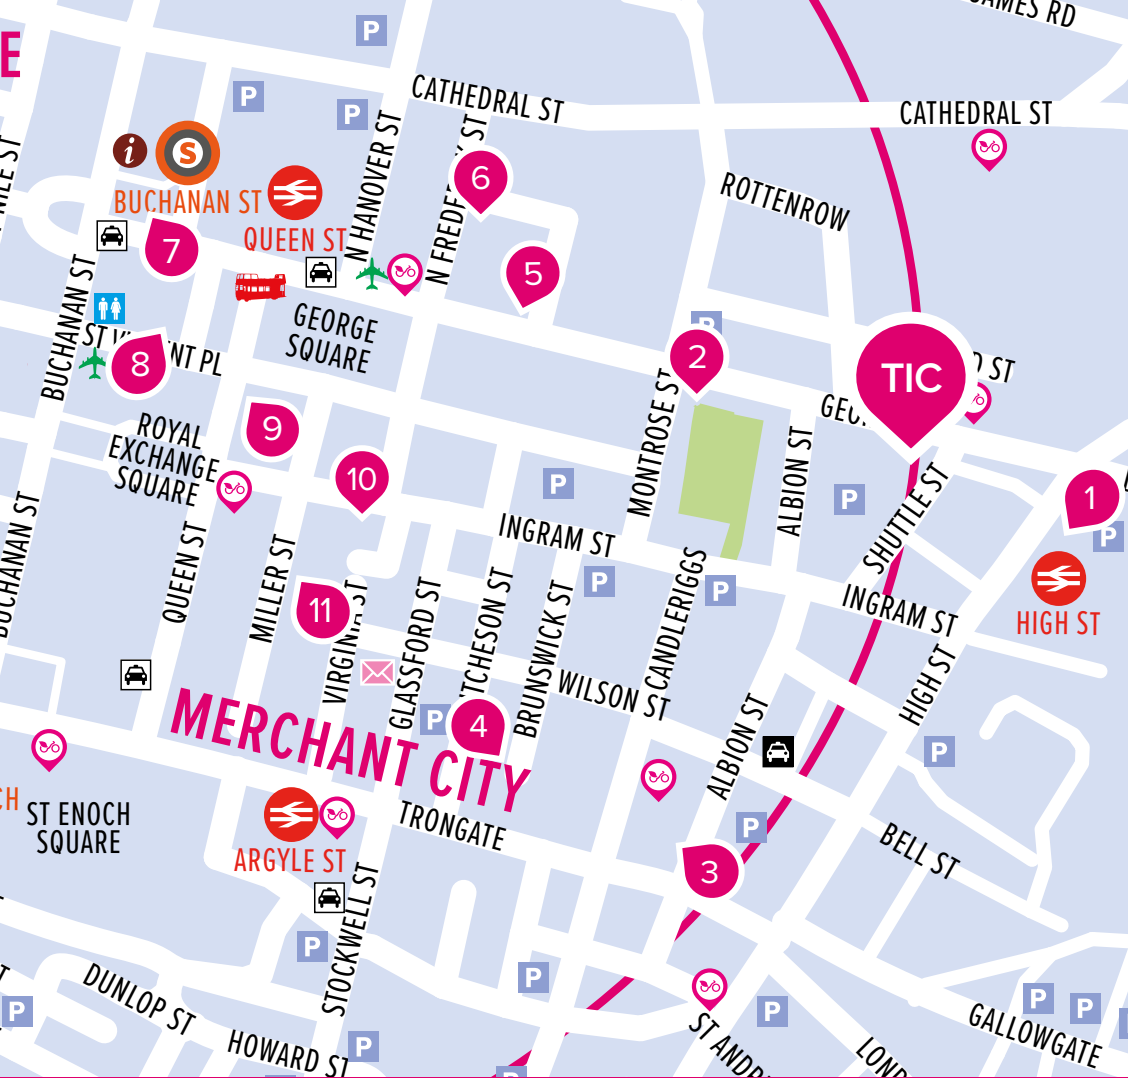 CATHEDRAL ST
CATHEDRAL ST
P
P
P
i
S
BUCHANAN ST
QUEEN ST
N HANOVER ST
6
ROTTENROW
7
5
BUCHANAN ST
GEORGE
SQUARE
8
2
TIC
MONTROSE ST
ROYAL
EXCHANGE
SQUARE
9
10
ALBION ST
P
P
1
P
SHUTTLE ST
INGRAM ST
BUCHANAN ST
QUEEN ST
MILLER ST
11
P
P
INGRAM ST
HIGH ST
GLASSFORD ST
BRUNSWICK ST
CANDLERIGGS
WILSON ST
HIGH ST
MERCHANT CITY
P
4
ALBION ST
P
ST ENOCH
SQUARE
ARGYLE ST
TRONGATE
P
BELL ST
3
STOCKWELL ST
P
P
P
DUNLOP ST
P
P
P
HOWARD ST
P
GALLOWGATE